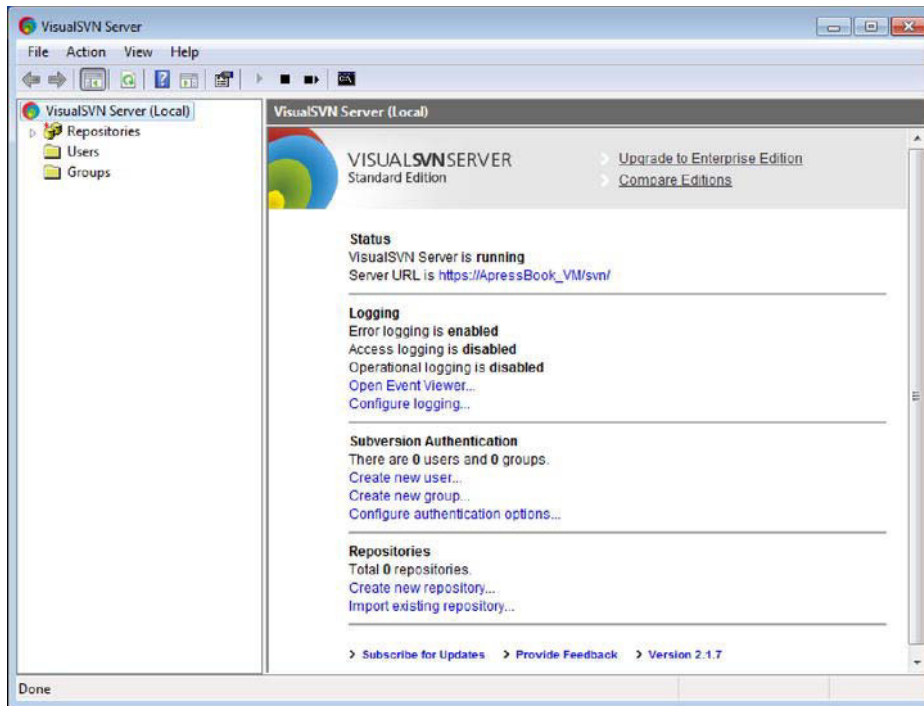 VisualSVN Server
File Action View Help
VisualSVN Server (Local)
Repositories
Users
Groups
VisualSVN Server (Local)
VISUALSVNSERVER
Standard Edition
Upgrade to Enterprise Edition
Compare Editions
Status
VisualSVN Server is running
Server URL is https://ApressBook_VM/svn/
Logging
Error logging is enabled
Access logging is disabled
Operational logging is disabled
Open Event Viewer...
Configure logging...
Subversion Authentication
There are 0 users and 0 groups.
Create new user...
Create new group...
Configure authentication options...
Repositories
Total 0 repositories.
Create new repository...
Import existing repository...
Subscribe for Updates Provide Feedback Version 2.1.7
Done